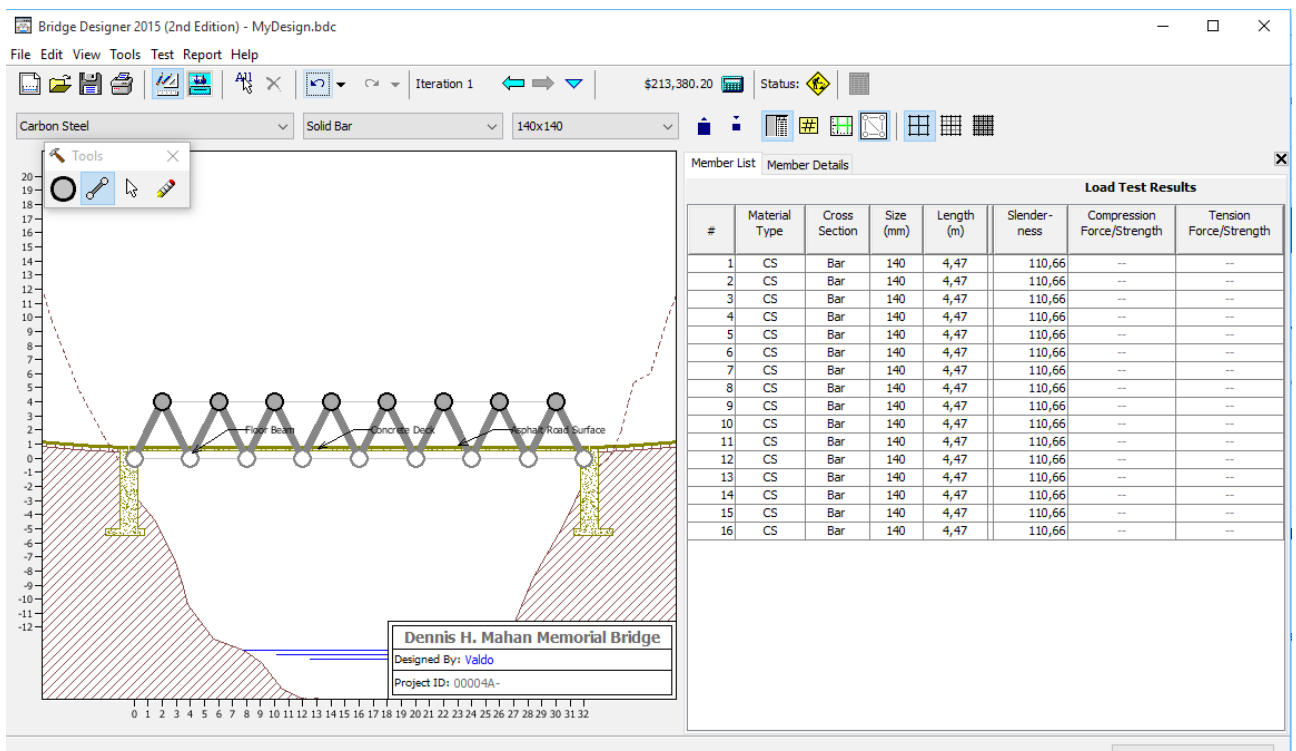 Bridge Designer 2015 (2nd Edition) - MyDesign.bdc
File Edit View Tools Test Report Help
All
Iteration 1
$213,380.20
Status:
Carbon Steel
Solid Bar
140x140
#
Tools
Member List
Member Details
Load Test Results
# Material Type Cross Section Size (mm) Length (m) Slender-ness Compression Force/Strength Tension Force/Strength
1 CS Bar 140 4,47 110,66 -- --
2 CS Bar 140 4,47 110,66 -- --
3 CS Bar 140 4,47 110,66 -- --
4 CS Bar 140 4,47 110,66 -- --
5 CS Bar 140 4,47 110,66 -- --
6 CS Bar 140 4,47 110,66 -- --
7 CS Bar 140 4,47 110,66 -- --
8 CS Bar 140 4,47 110,66 -- --
9 CS Bar 140 4,47 110,66 -- --
10 CS Bar 140 4,47 110,66 -- --
11 CS Bar 140 4,47 110,66 -- --
12 CS Bar 140 4,47 110,66 -- --
13 CS Bar 140 4,47 110,66 -- --
14 CS Bar 140 4,47 110,66 -- --
15 CS Bar 140 4,47 110,66 -- --
16 CS Bar 140 4,47 110,66 -- --
20
19
18
17
16
15
14
13
12
11
10
9
8
7
6
5
4
3
2
1
0
-1
-2
-3
-4
-5
-6
-7
-8
-9
-10
-11
-12
Floor Beam
Concrete Deck
Asphalt Road Surface
Dennis H. Mahan Memorial Bridge
Designed By: Valdo
Project ID: 00004A-
0 1 2 3 4 5 6 7 8 9 10 11 12 13 14 15 16 17 18 19 20 21 22 23 24 25 26 27 28 29 30 31 32